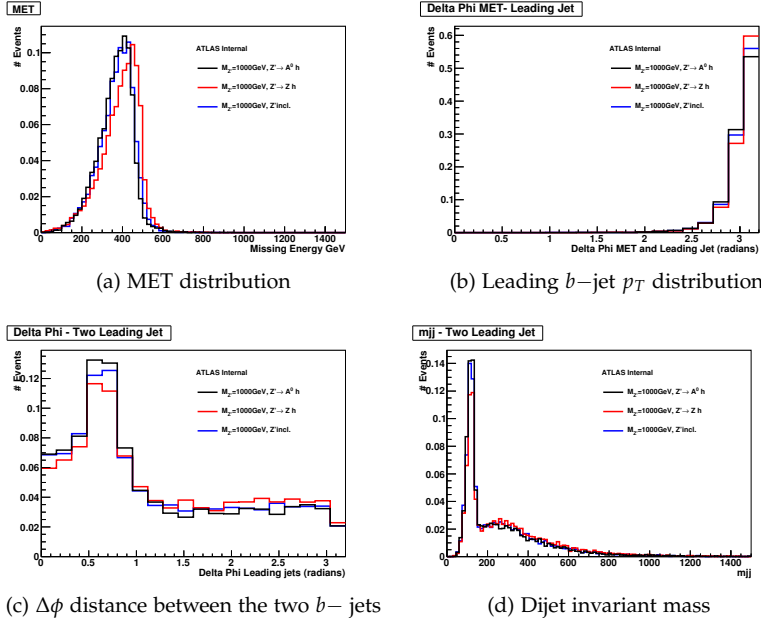 MET
# Events
0.1
0.08
0.06
0.04
0.02
0
0 200 400 600 800 1000 1200 1400
Missing Energy GeV
ATLAS Internal
M_Z'=1000GeV, Z'→ A⁰ h
M_Z'=1000GeV, Z'→ Z h
M_Z'=1000GeV, Z'incl.
(a) MET distribution
Delta Phi MET- Leading Jet
# Events
0.6
0.5
0.4
0.3
0.2
0.1
0
0 0.5 1 1.5 2 2.5 3
Delta Phi MET and Leading Jet (radians)
ATLAS Internal
M_Z'=1000GeV, Z'→ A⁰ h
M_Z'=1000GeV, Z'→ Z h
M_Z'=1000GeV, Z'incl.
(b) Leading b−jet p_T distribution
Delta Phi - Two Leading Jet
# Events
0.12
0.1
0.08
0.06
0.04
0.02
0
0 0.5 1 1.5 2 2.5 3
Delta Phi Leading jets (radians)
ATLAS Internal
M_Z'=1000GeV, Z'→ A⁰ h
M_Z'=1000GeV, Z'→ Z h
M_Z'=1000GeV, Z'incl.
(c) Δϕ distance between the two b− jets
mjj - Two Leading Jet
# Events
0.14
0.12
0.1
0.08
0.06
0.04
0.02
0
0 200 400 600 800 1000 1200 1400
mjj
ATLAS Internal
M_Z'=1000GeV, Z'→ A⁰ h
M_Z'=1000GeV, Z'→ Z h
M_Z'=1000GeV, Z'incl.
(d) Dijet invariant mass